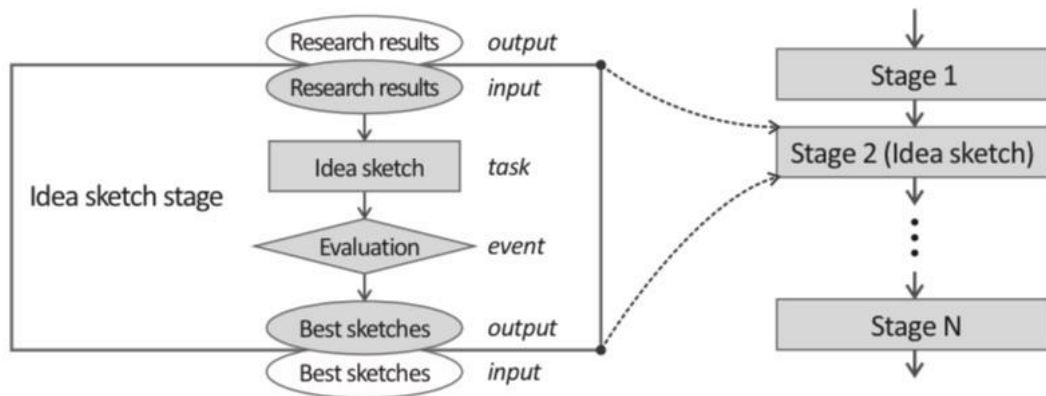 Research results output
Research results input
Idea sketch task
Idea sketch stage
Evaluation event
Best sketches output
Best sketches input
Stage 1
Stage 2 (Idea sketch)
Stage N